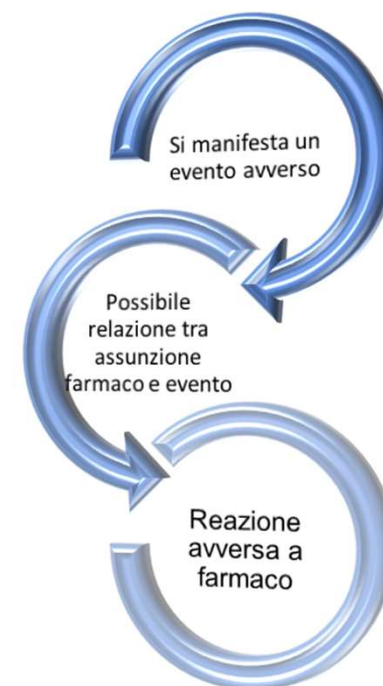 Si manifesta un
evento avverso
Possibile
relazione tra
assunzione
farmaco e evento
Reazione
avversa a
farmaco